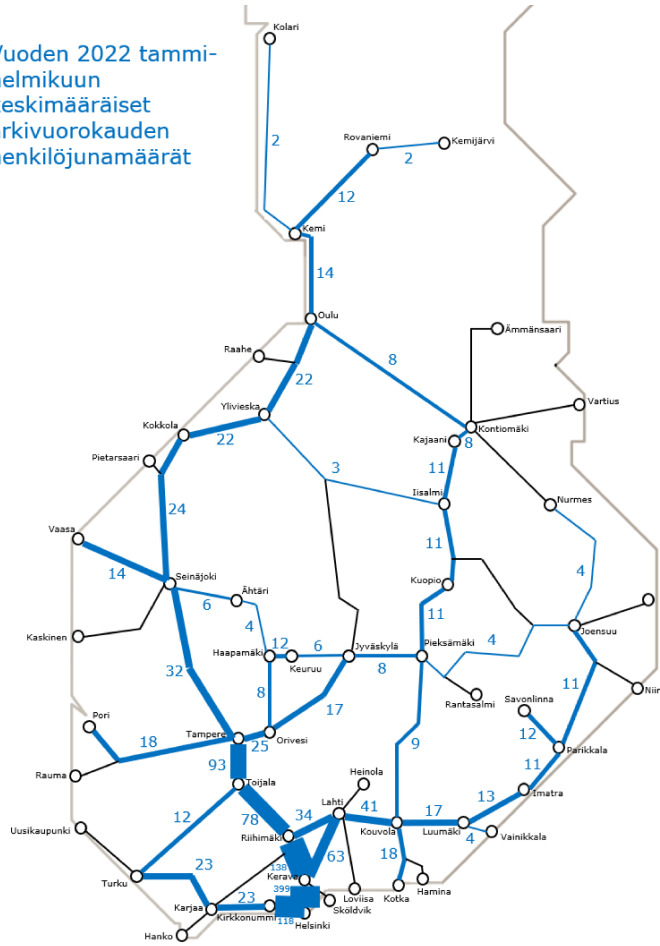 Kolari
Vuoden 2022 tammi-
helmikuun
keskimääräiset
arkivuorokauden
henkilöjunamäärät
2
Rovaniemi
Kemijärvi
2
12
Kemi
14
Oulu
Ämmänsaari
Raahe
8
22
Ylivieska
Vartius
Kokkola
22
Kontiomäki
Kajaani
8
Pietarsaari
11
3
Iisalmi
24
Nurmes
Vaasa
11
14
Seinäjoki
4
Ähtäri
Kuopio
6
4
11
Joensuu
Kaskinen
12
6
Jyväskylä
Pieksämäki
4
Haapamäki
Keuruu
8
32
8
17
Rantasalmi
11
Niir
Pori
Savonlinna
18
Tampere
25
Orivesi
9
12
Parikkala
93
11
Rauma
Toijala
Heinola
Imatra
12
78
34
Lahti
41
17
13
Uusikaupunki
Riihimäki
Kouvola
Luumäki
4
Vainikkala
63
18
138
Turku
23
Kerava
Hamina
399
Karjaa
23
Kirkkonummi
Sköldvik
Loviisa
Kotka
118
Helsinki
Hanko